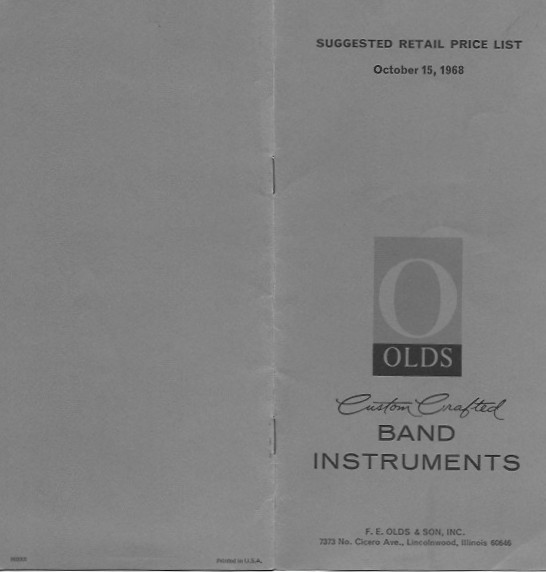 SUGGESTED RETAIL PRICE LIST
October 15, 1968
O
OLDS
Custom Crafted
BAND
INSTRUMENTS
F. E. OLDS & SON, INC.
7373 No. Cicero Ave., Lincolnwood, Illinois 60646
Printed in U.S.A.